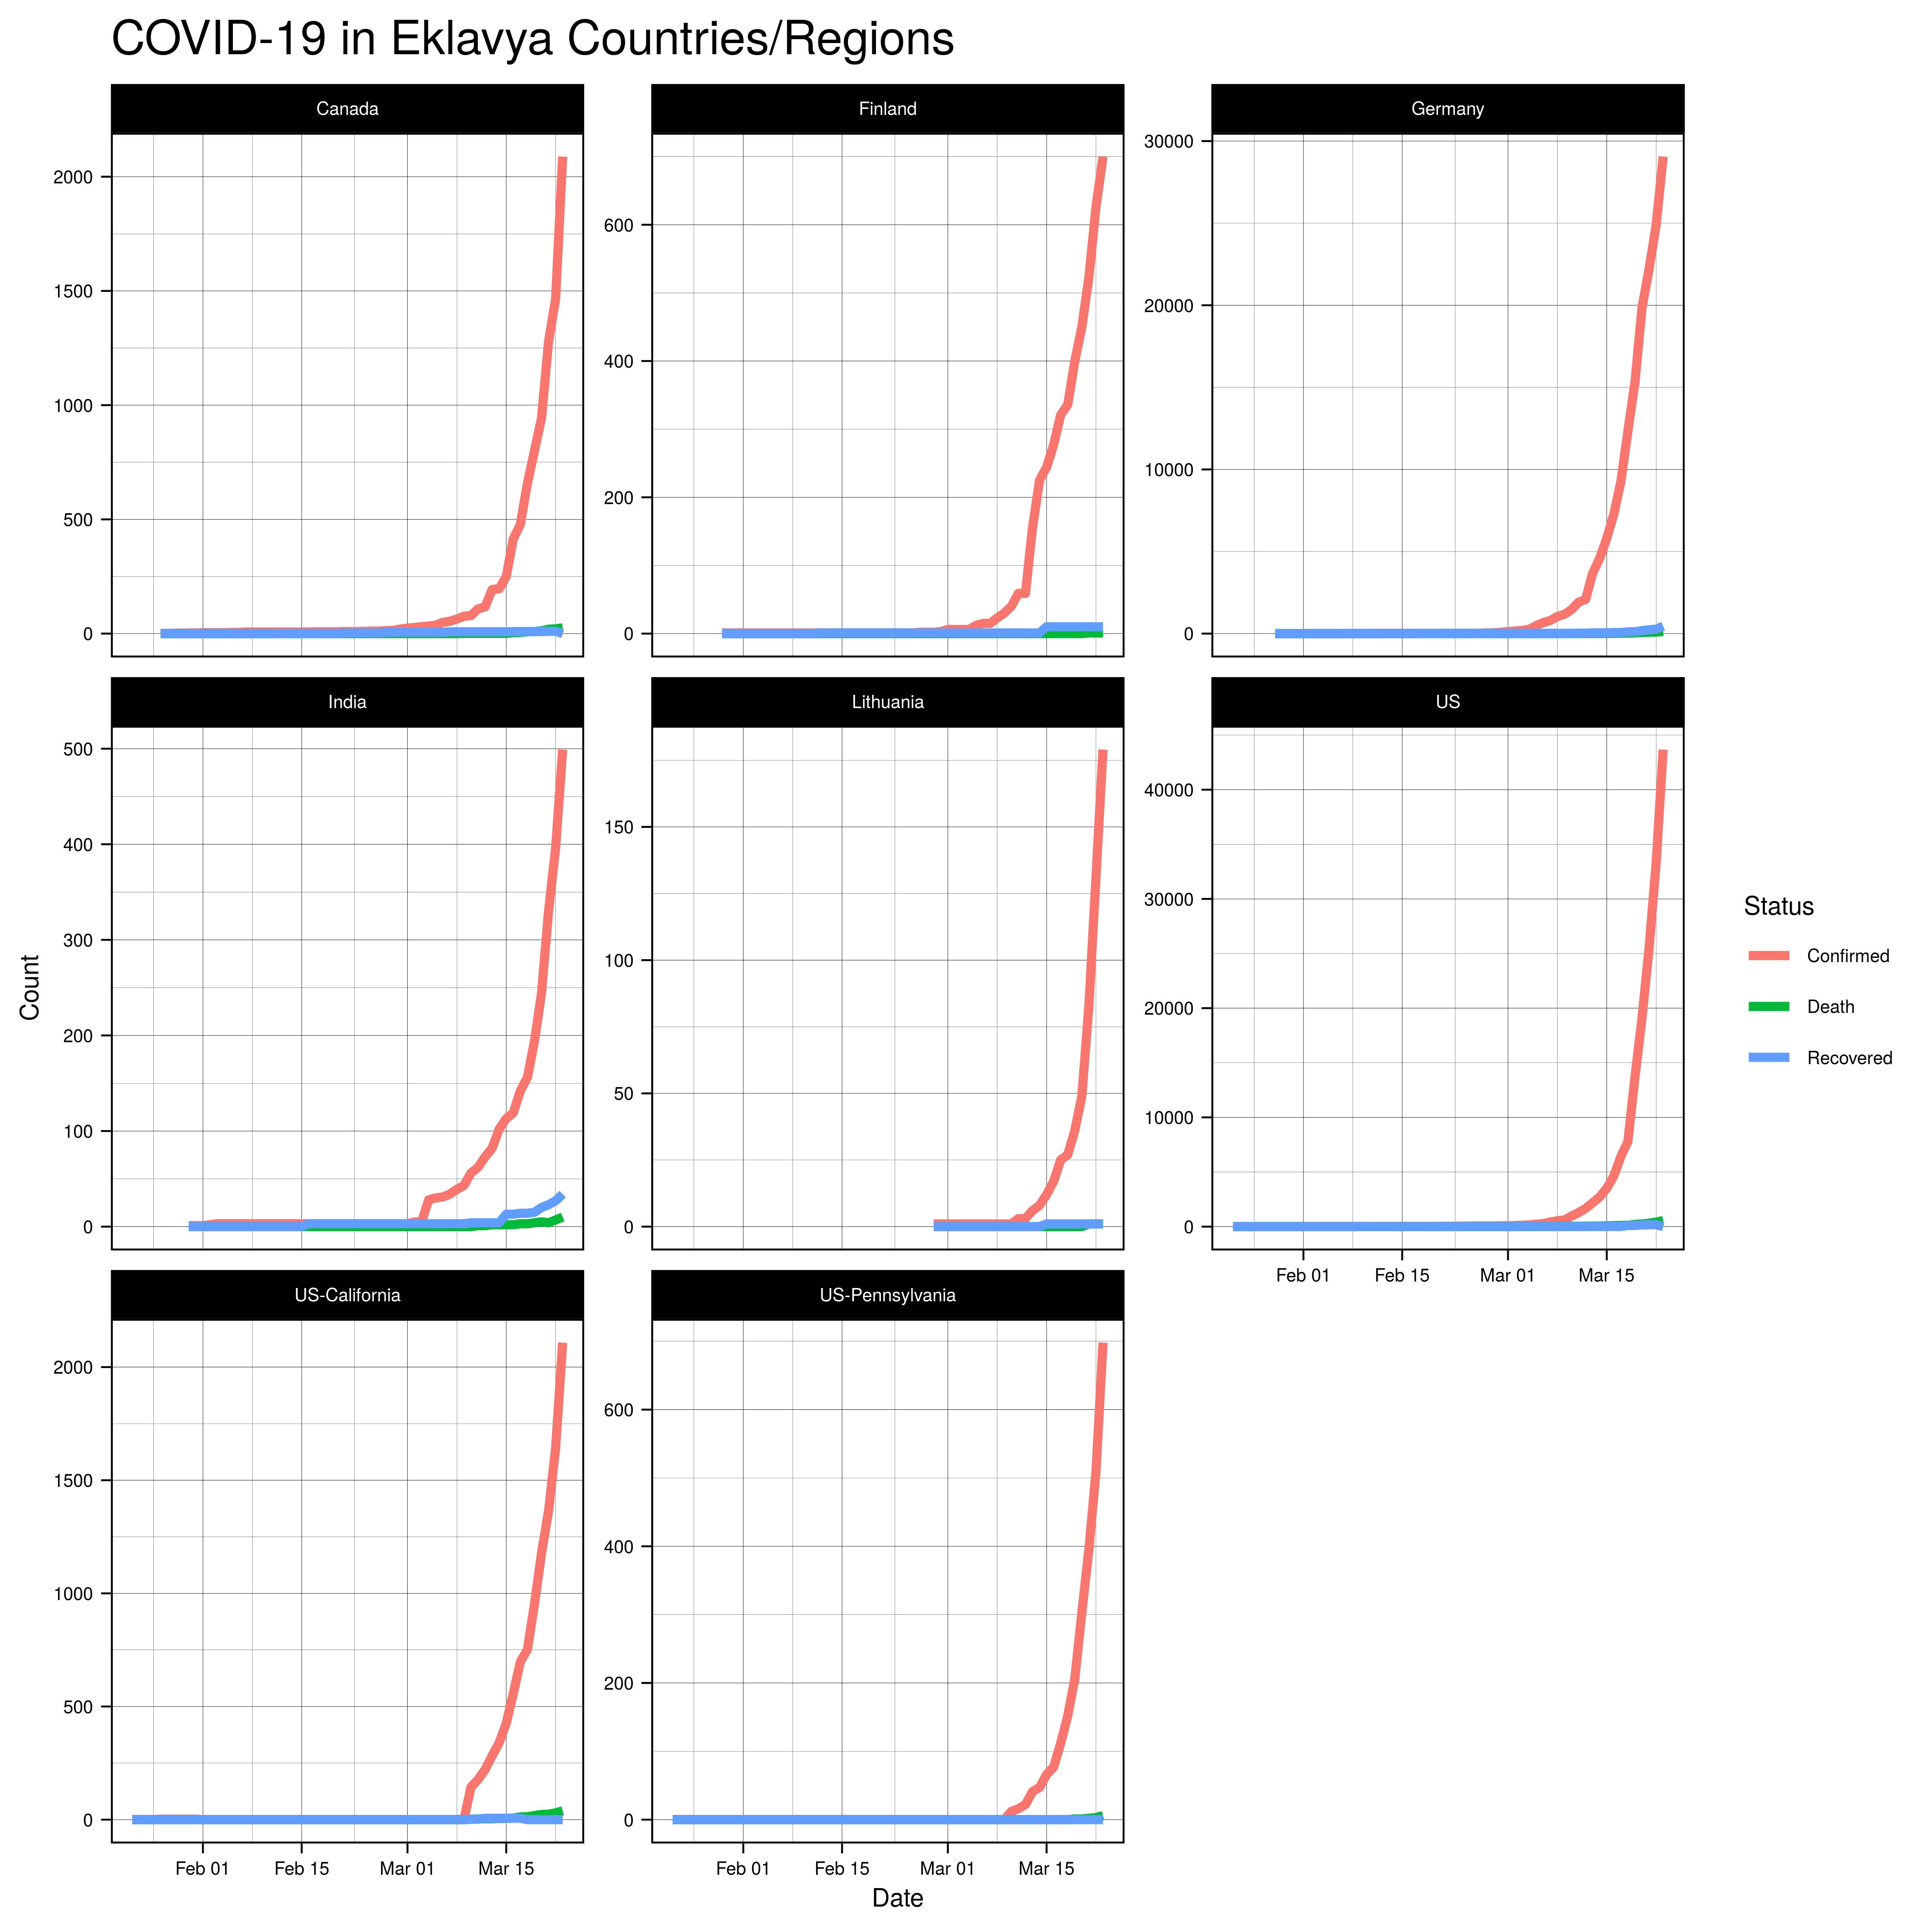 COVID-19 in Eklavya Countries/Regions
Canada
Finland
Germany
2000
1500
1000
500
0
600
400
200
0
30000
20000
10000
0
India
Lithuania
US
500
400
300
200
100
0
150
100
50
0
40000
30000
20000
10000
0
Feb 01 Feb 15 Mar 01 Mar 15
US-California
US-Pennsylvania
2000
1500
1000
500
0
600
400
200
0
Feb 01 Feb 15 Mar 01 Mar 15
Feb 01 Feb 15 Mar 01 Mar 15
Count
Date
Status
Confirmed
Death
Recovered